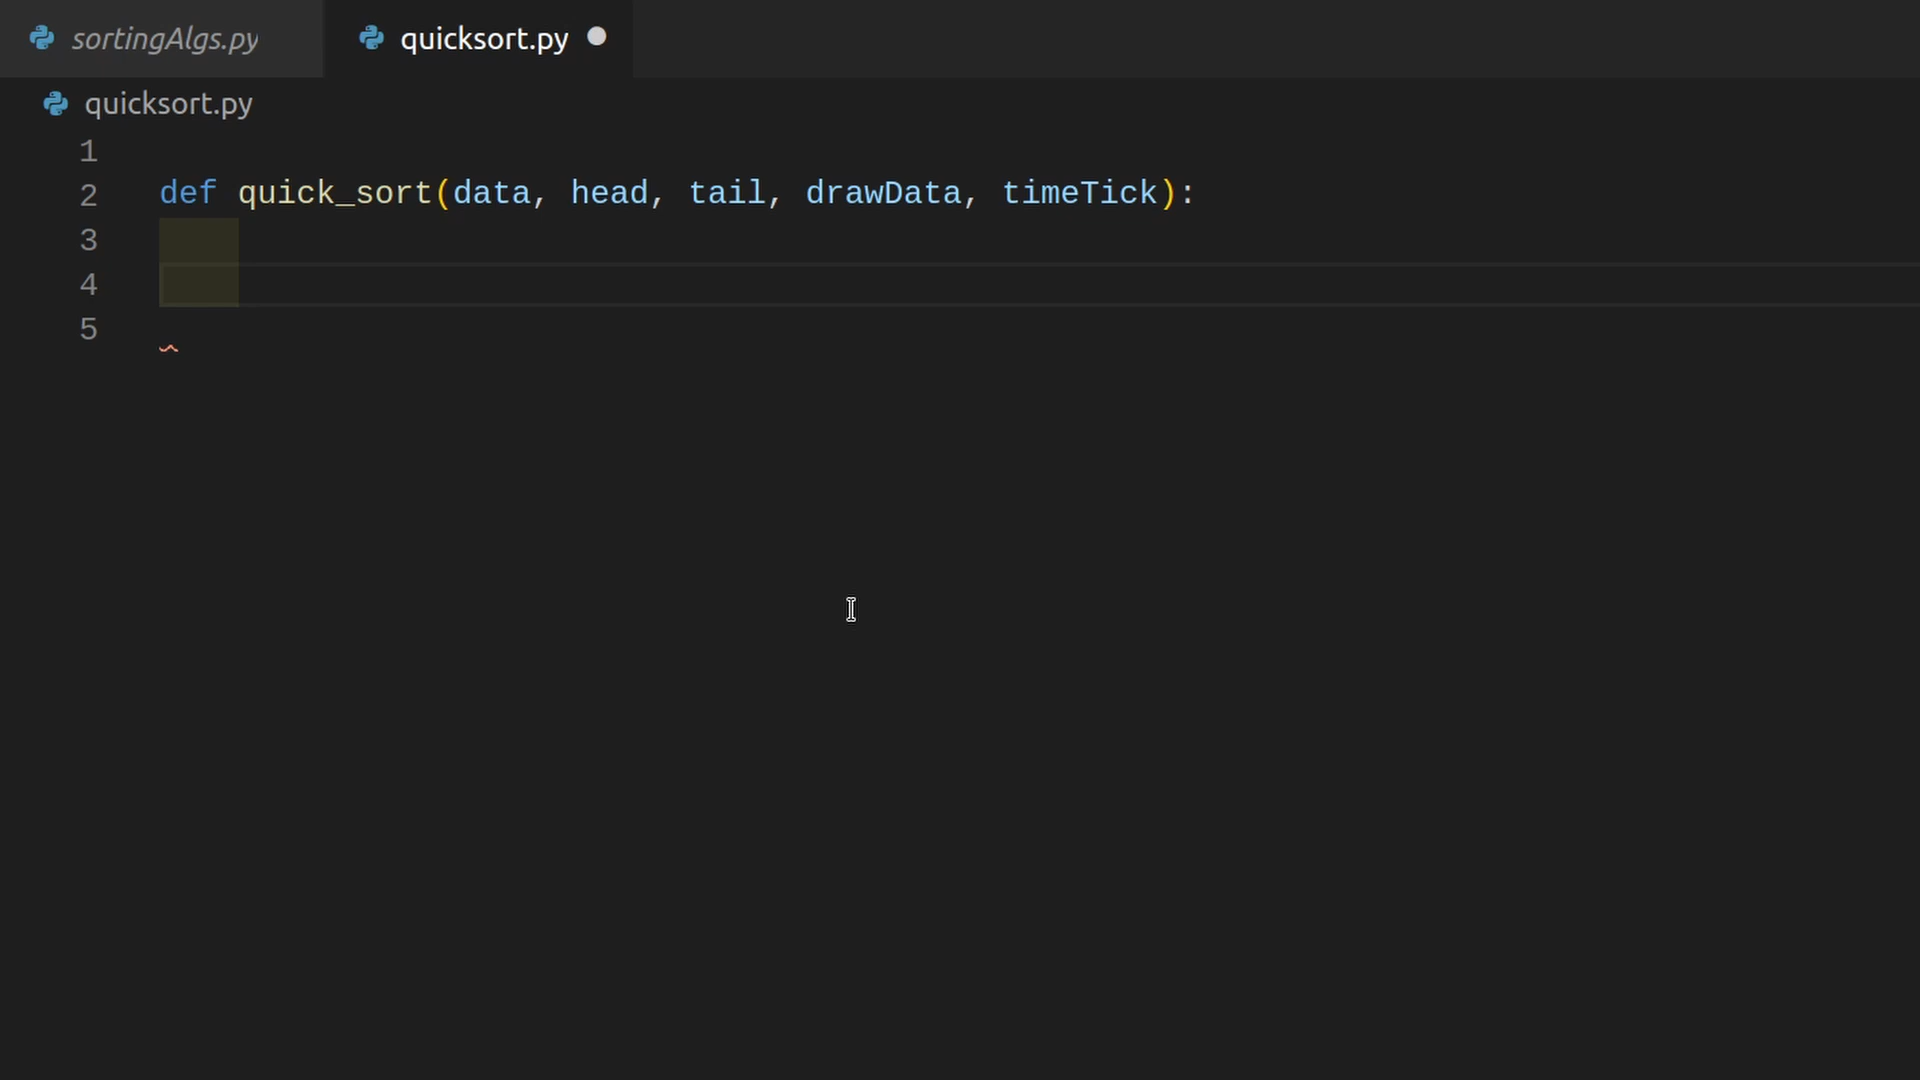 sortingAlgs.py quicksort.py
quicksort.py
1
2 def quick_sort(data, head, tail, drawData, timeTick):
3
4
5